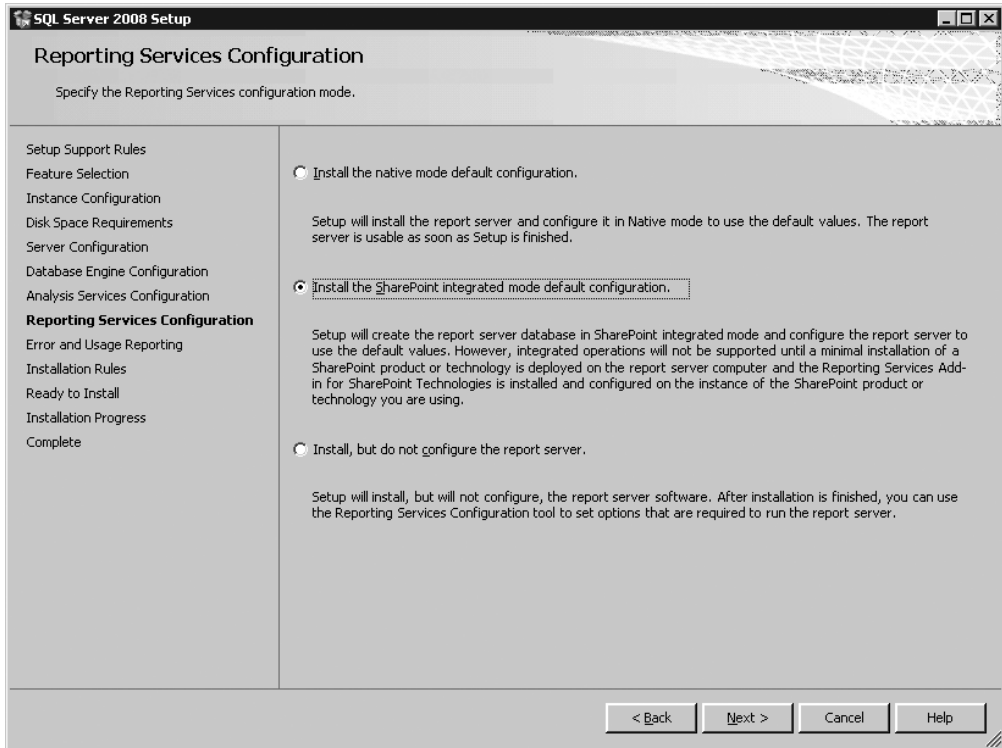 SQL Server 2008 Setup
Reporting Services Configuration
Specify the Reporting Services configuration mode.
Setup Support Rules
Feature Selection
Instance Configuration
Disk Space Requirements
Server Configuration
Database Engine Configuration
Analysis Services Configuration
Reporting Services Configuration
Error and Usage Reporting
Installation Rules
Ready to Install
Installation Progress
Complete
Install the native mode default configuration.
Setup will install the report server and configure it in Native mode to use the default values. The report
server is usable as soon as Setup is finished.
Install the SharePoint integrated mode default configuration.
Setup will create the report server database in SharePoint integrated mode and configure the report server to
use the default values. However, integrated operations will not be supported until a minimal installation of a
SharePoint product or technology is deployed on the report server computer and the Reporting Services Add-
in for SharePoint Technologies is installed and configured on the instance of the SharePoint product or
technology you are using.
Install, but do not configure the report server.
Setup will install, but will not configure, the report server software. After installation is finished, you can use
the Reporting Services Configuration tool to set options that are required to run the report server.
< Back
Next >
Cancel
Help